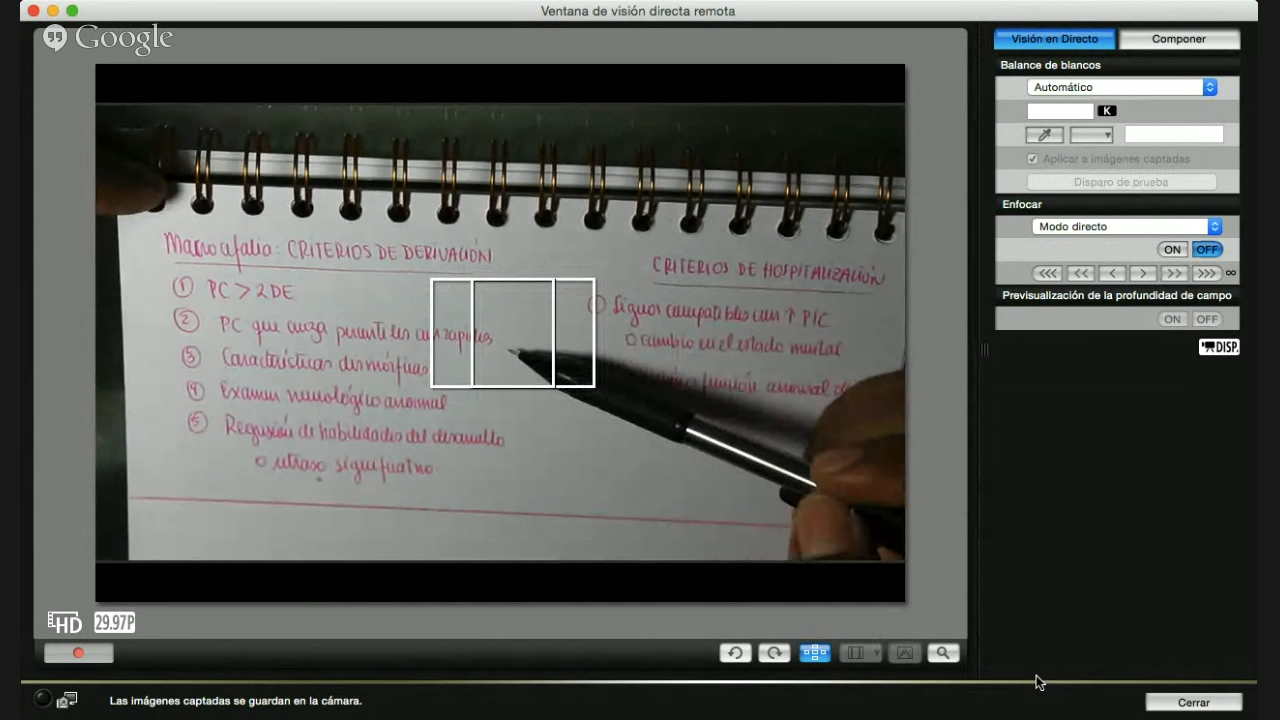 Ventana de visión directa remota
Google
Visión en Directo
Componer
Balance de blancos
Automático
K
Aplicar a imágenes captadas
Disparo de prueba
Enfocar
Modo directo
ON OFF
<<< << < > >> >>> ∞
Previsualización de la profundidad de campo
ON OFF
DISP.
Macrocefalia: CRITERIOS DE DERIVACIÓN
① PC > 2DE
② PC que cruza percentiles
③ Características dismórficas
④ Examen neurológico anormal
⑤ Regresión de habilidades del desarrollo
o retraso significativo
CRITERIOS DE HOSPITALIZACIÓN
Signos compatibles con ↑ PIC
o cambio en el estado mental
función anormal
HD 29.97P
Las imágenes captadas se guardan en la cámara.
Cerrar